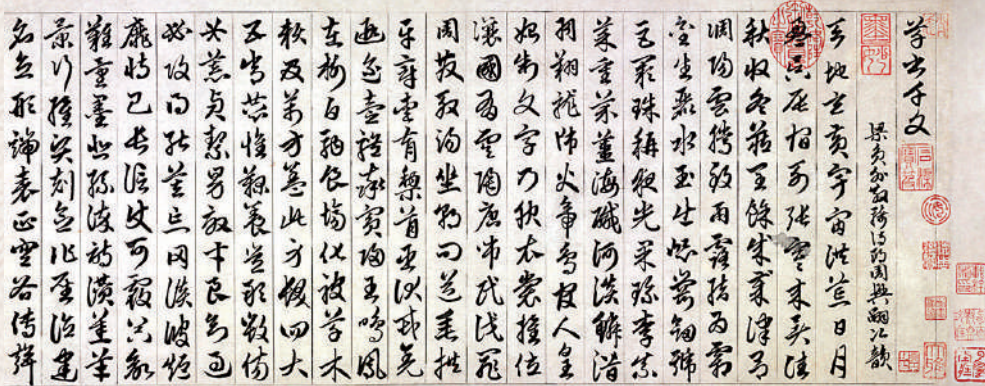 草書千文
梁員外散騎侍郎周興嗣次韻
天地玄黃宇宙洪荒日月
盈昃辰宿列張寒來暑往
秋收冬藏閏餘成歲律呂
調陽雲騰致雨露結為霜
金生麗水玉出崑崗劍號
巨闕珠稱夜光果珍李柰
菜重芥薑海鹹河淡鱗潛
羽翔龍師火帝鳥官人皇
始制文字乃服衣裳推位
讓國有虞陶唐弔民伐罪
周發殷湯坐朝問道垂拱
平章愛育黎首臣伏戎羌
遐邇壹體率賓歸王鳴鳳
在樹白駒食場化被草木
賴及萬方蓋此身髮四大
五常恭惟鞠養豈敢毀傷
女慕貞絜男效才良知過
必改得能莫忘罔談彼短
靡恃己長信使可覆器欲
難量墨悲絲染詩讚羔羊
景行維賢剋念作聖德建
名立形端表正空谷傳聲